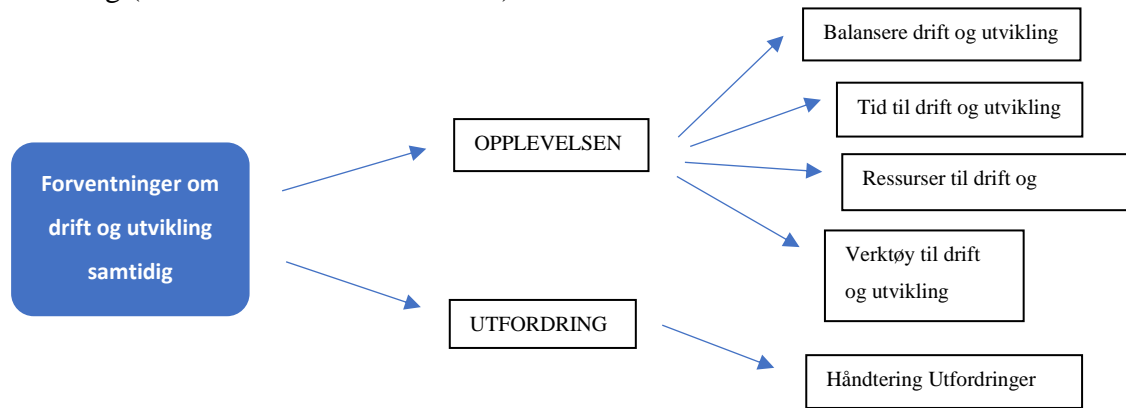 Balansere drift og utvikling
Tid til drift og utvikling
OPPLEVELSEN
Forventninger om
drift og utvikling
samtidig
Ressurser til drift og
Verktøy til drift
og utvikling
UTFORDRING
Håndtering Utfordringer